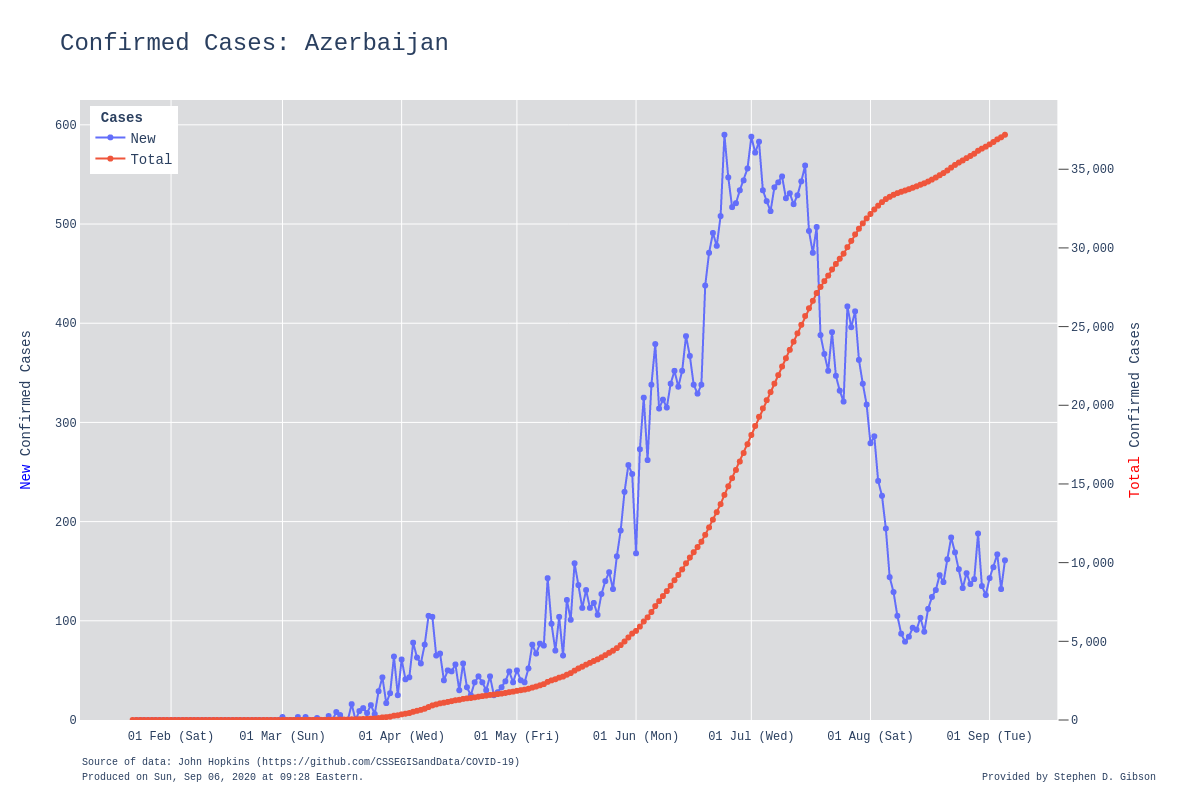 Confirmed Cases: Azerbaijan
Cases
New
Total
600
500
400
300
200
100
0
35,000
30,000
25,000
20,000
15,000
10,000
5,000
0
New Confirmed Cases
Total Confirmed Cases
01 Feb (Sat) 01 Mar (Sun) 01 Apr (Wed) 01 May (Fri) 01 Jun (Mon) 01 Jul (Wed) 01 Aug (Sat) 01 Sep (Tue)
Source of data: John Hopkins (https://github.com/CSSEGISandData/COVID-19)
Produced on Sun, Sep 06, 2020 at 09:28 Eastern.
Provided by Stephen D. Gibson